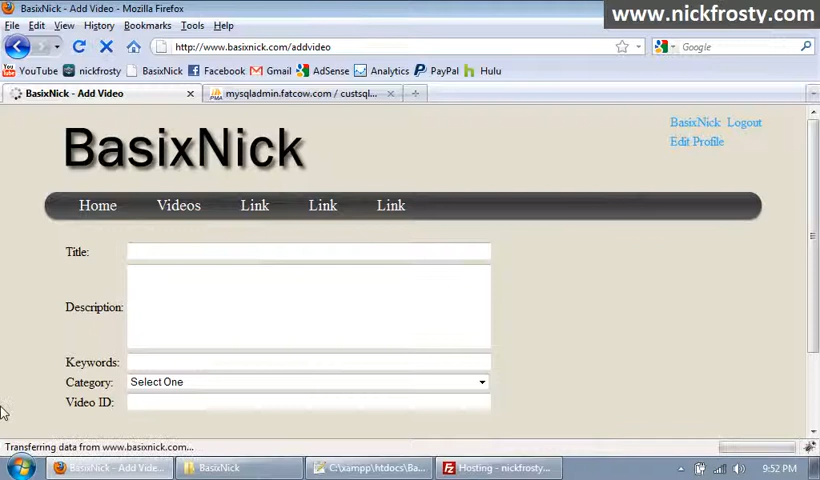 BasixNick - Add Video - Mozilla Firefox
www.nickfrosty.com
File Edit View History Bookmarks Tools Help
http://www.basixnick.com/addvideo
Google
YouTube nickfrosty BasixNick Facebook Gmail AdSense Analytics PayPal Hulu
BasixNick - Add Video
mysqladmin.fatcow.com / custsql...
BasixNick Logout
Edit Profile
BasixNick
Home Videos Link Link Link
Title:
Description:
Keywords:
Category: Select One
Video ID:
Transferring data from www.basixnick.com...
BasixNick - Add Vide...
BasixNick
C:\xampp\htdocs\Ba...
Hosting - nickfrosty...
9:52 PM